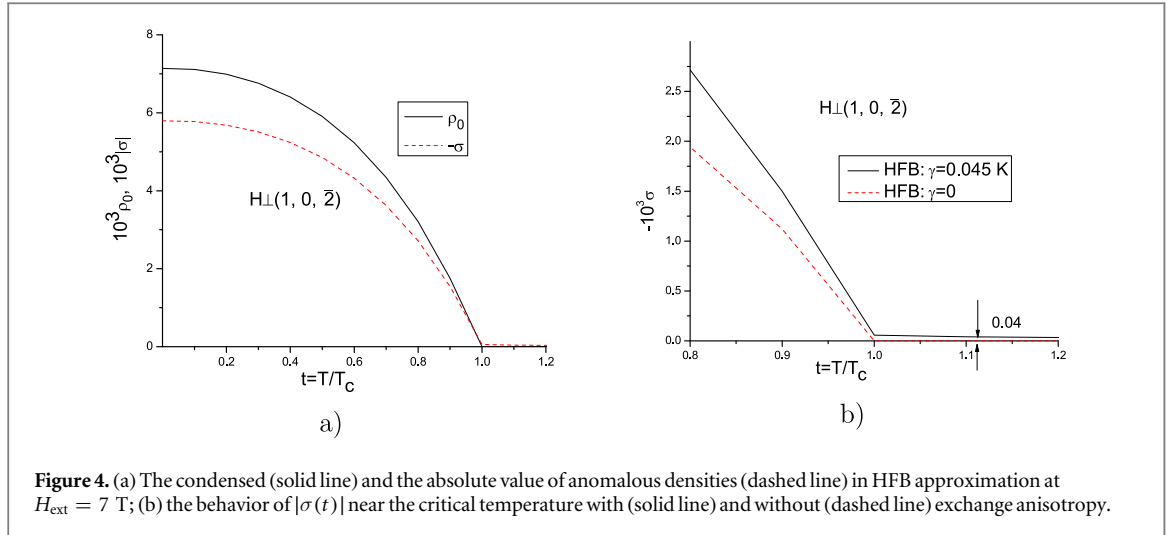 8
6
4
2
0
10³ρ₀, 10³|σ|
ρ₀
-σ
H⊥(1, 0, 2̅)
0.2 0.4 0.6 0.8 1.0 1.2
t=T/T_C
a)
2.5
2.0
1.5
1.0
0.5
0.0
-10³σ
H⊥(1, 0, 2̅)
HFB: γ=0.045 K
HFB: γ=0
0.04
0.8 0.9 1.0 1.1 1.2
t=T/T_C
b)
Figure 4. (a) The condensed (solid line) and the absolute value of anomalous densities (dashed line) in HFB approximation at
H_ext = 7 T; (b) the behavior of |σ(t)| near the critical temperature with (solid line) and without (dashed line) exchange anisotropy.